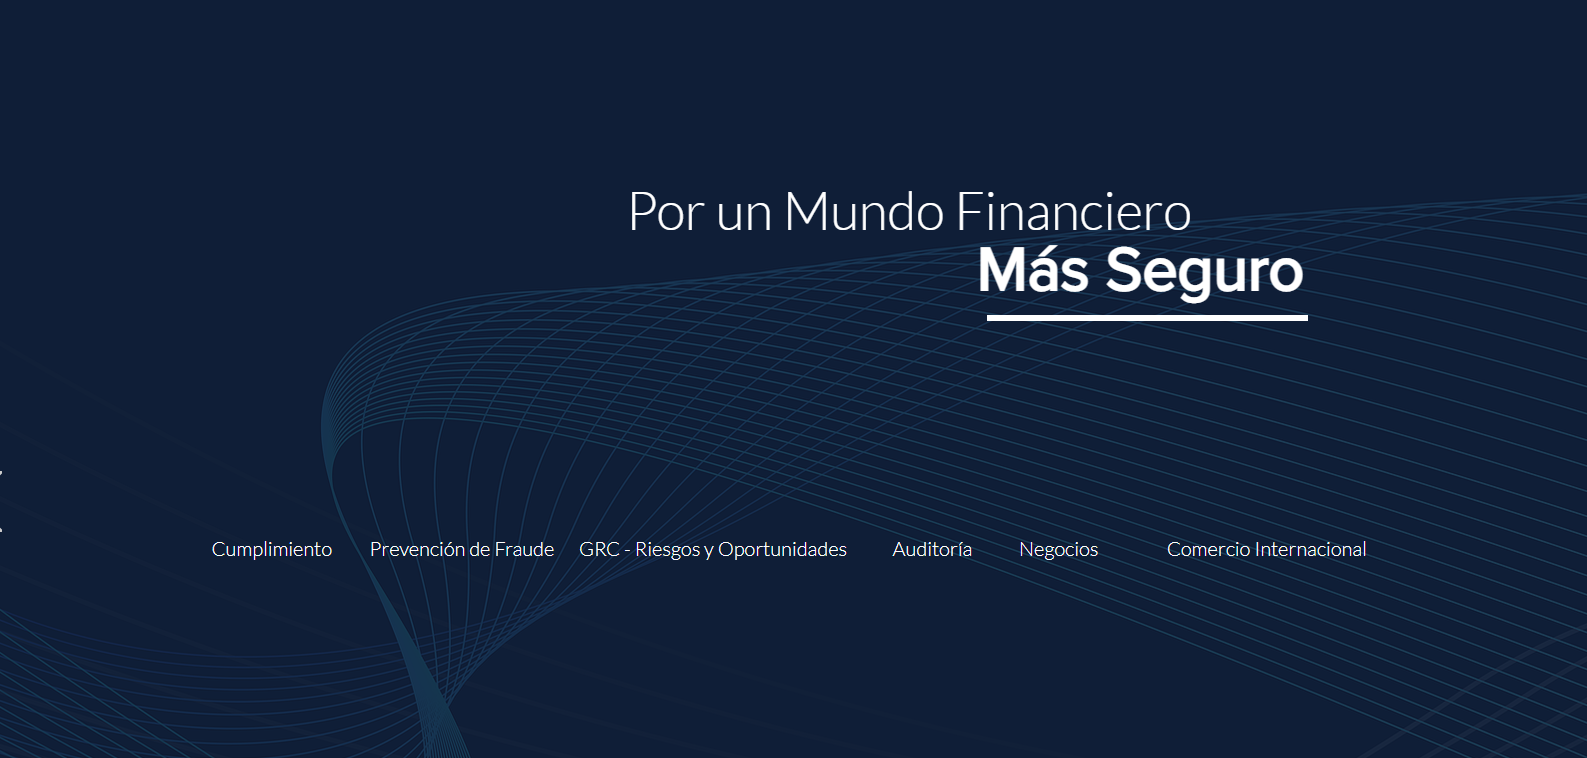 Por un Mundo Financiero
Más Seguro
Cumplimiento Prevención de Fraude GRC - Riesgos y Oportunidades Auditoría Negocios Comercio Internacional